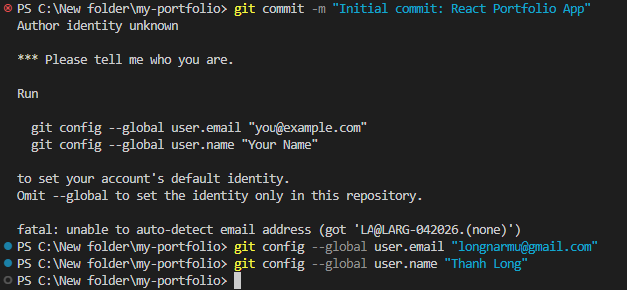 PS C:\New folder\my-portfolio> git commit -m "Initial commit: React Portfolio App"
Author identity unknown
*** Please tell me who you are.
Run
git config --global user.email "you@example.com"
git config --global user.name "Your Name"
to set your account's default identity.
Omit --global to set the identity only in this repository.
fatal: unable to auto-detect email address (got 'LA@LARG-042026.(none)')
PS C:\New folder\my-portfolio> git config --global user.email "longnarmu@gmail.com"
PS C:\New folder\my-portfolio> git config --global user.name "Thanh Long"
PS C:\New folder\my-portfolio>